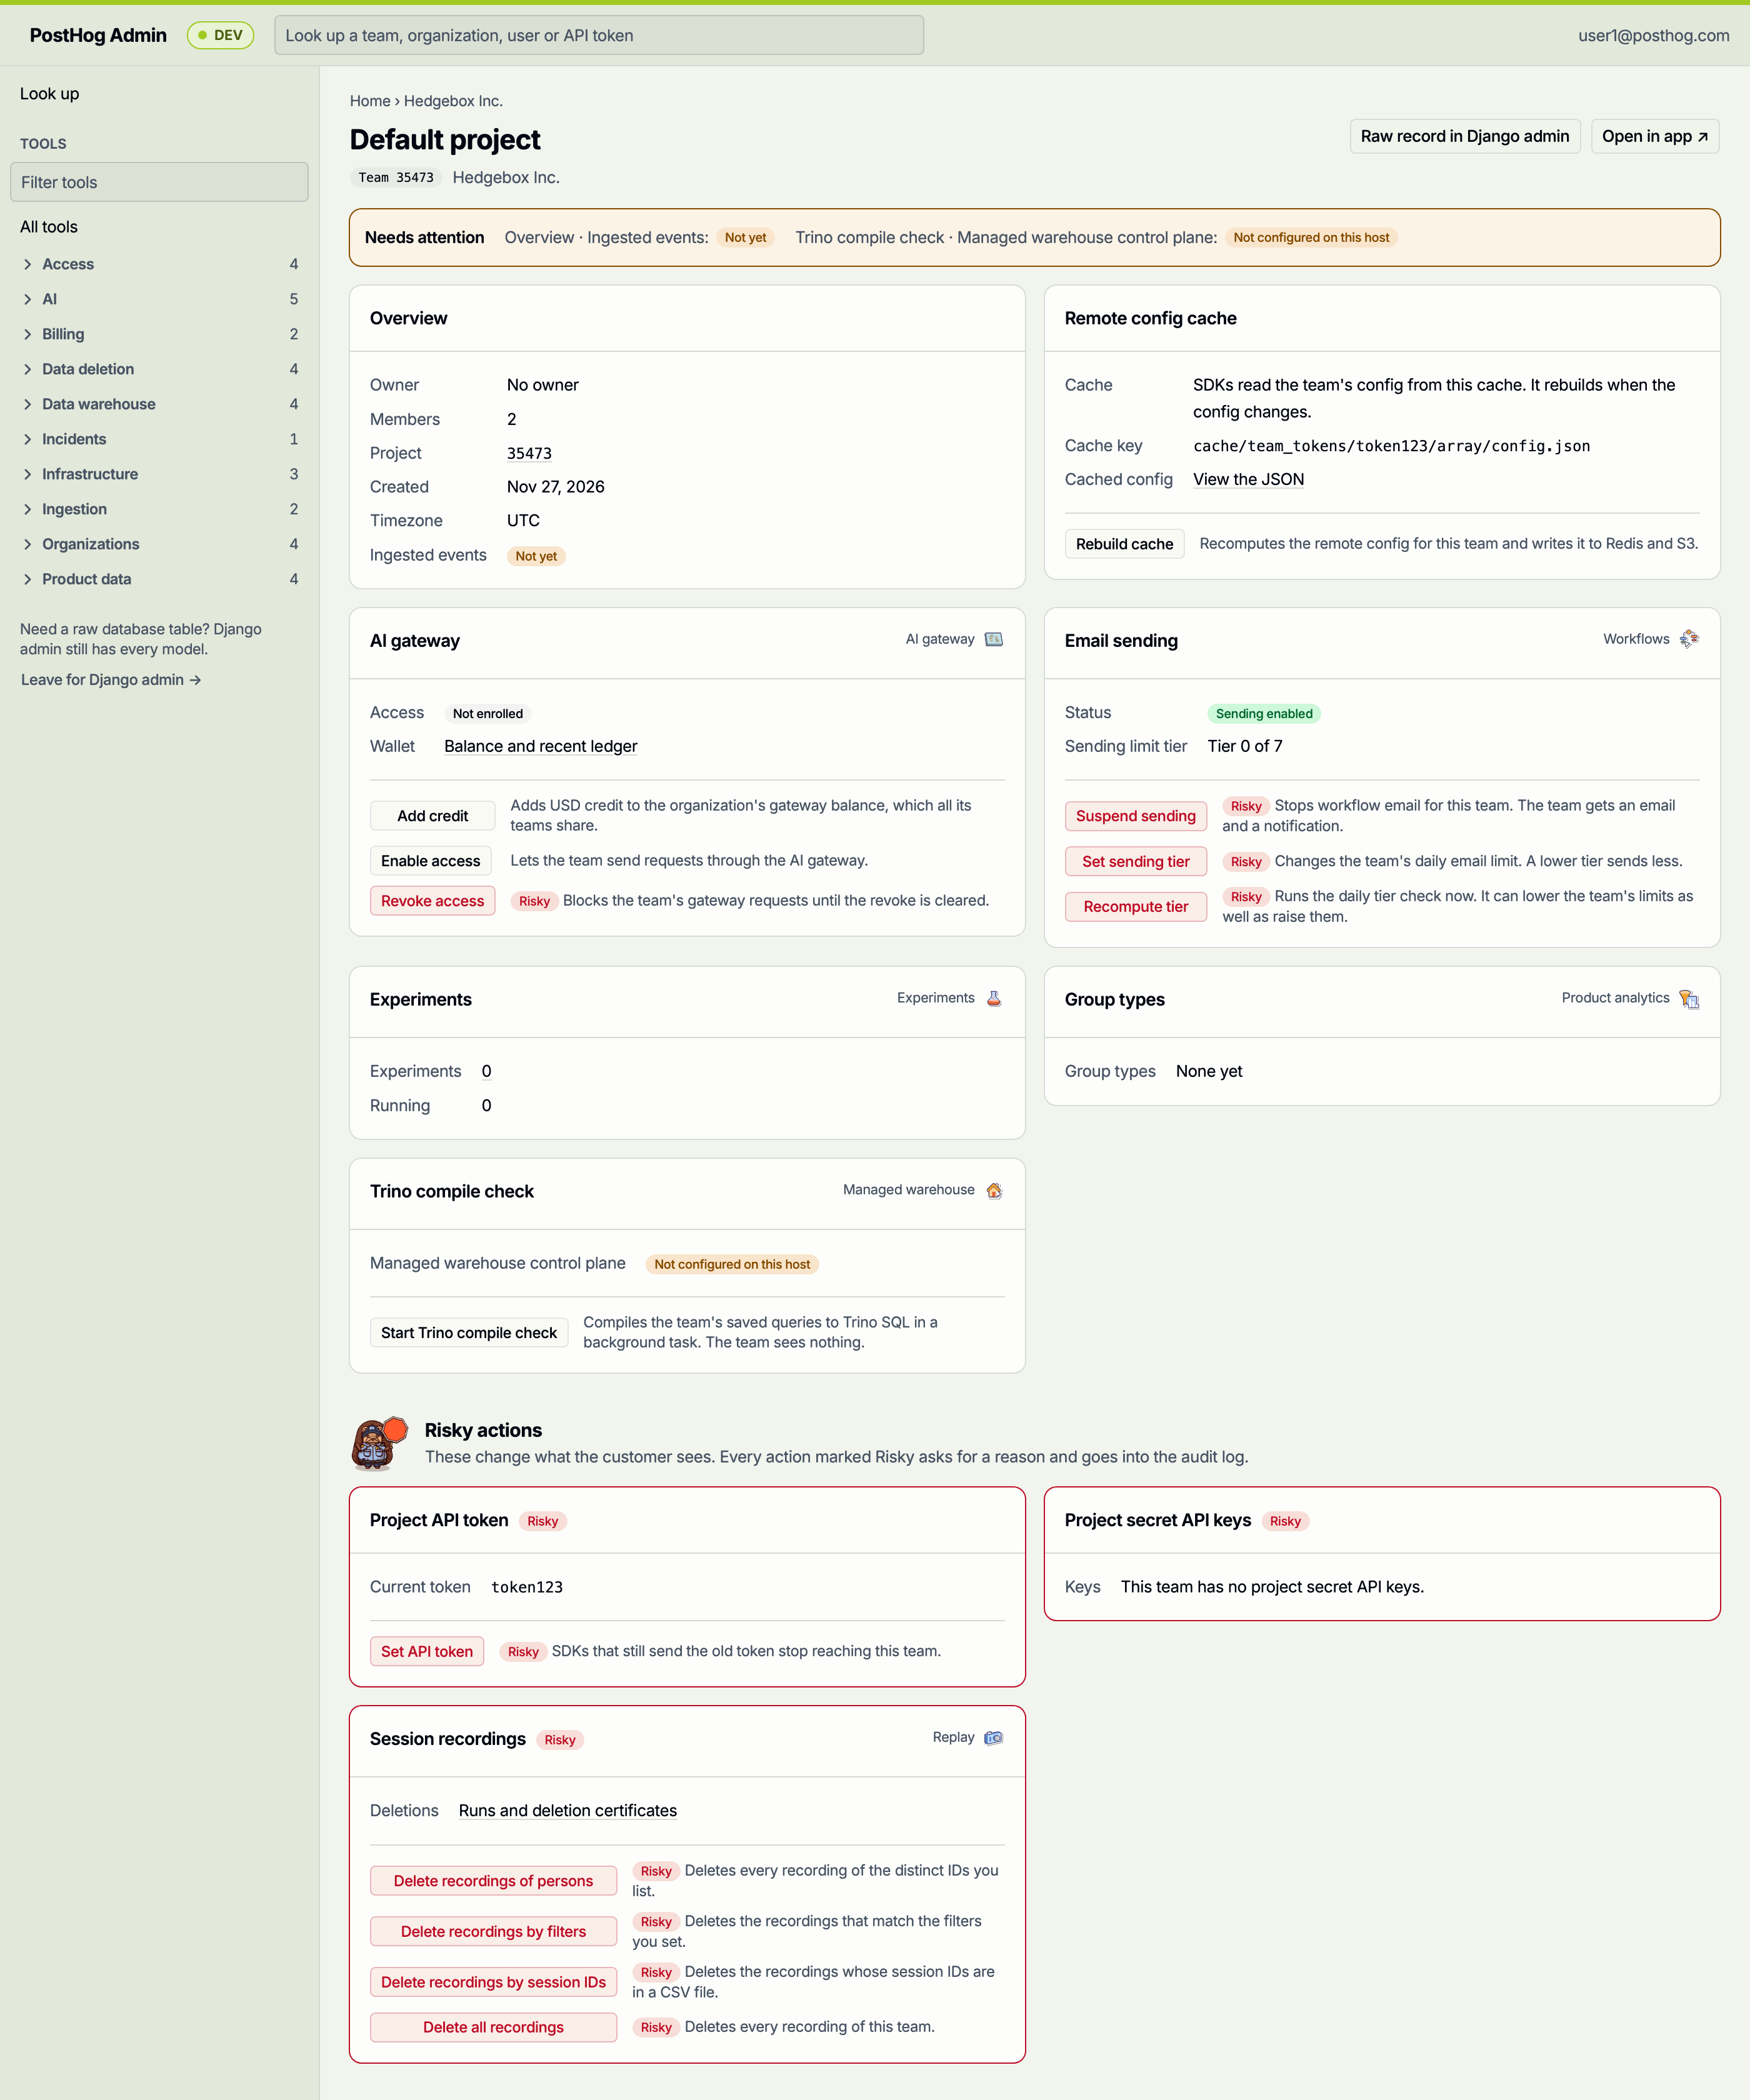 PostHog Admin
DEV
Look up a team, organization, user or API token
user1@posthog.com
Look up
TOOLS
Filter tools
All tools
Access 4
AI 5
Billing 2
Data deletion 4
Data warehouse 4
Incidents 1
Infrastructure 3
Ingestion 2
Organizations 4
Product data 4
Need a raw database table? Django
admin still has every model.
Leave for Django admin →
Home › Hedgebox Inc.
Default project
Raw record in Django admin
Open in app ↗
Team 35473 Hedgebox Inc.
Needs attention Overview · Ingested events: Not yet Trino compile check · Managed warehouse control plane: Not configured on this host
Overview
Owner No owner
Members 2
Project 35473
Created Nov 27, 2026
Timezone UTC
Ingested events Not yet
Remote config cache
Cache SDKs read the team's config from this cache. It rebuilds when the
config changes.
Cache key cache/team_tokens/token123/array/config.json
Cached config View the JSON
Rebuild cache Recomputes the remote config for this team and writes it to Redis and S3.
AI gateway
AI gateway
Access Not enrolled
Wallet Balance and recent ledger
Add credit Adds USD credit to the organization's gateway balance, which all its
teams share.
Enable access Lets the team send requests through the AI gateway.
Revoke access Risky Blocks the team's gateway requests until the revoke is cleared.
Email sending
Workflows
Status Sending enabled
Sending limit tier Tier 0 of 7
Suspend sending Risky Stops workflow email for this team. The team gets an email
and a notification.
Set sending tier Risky Changes the team's daily email limit. A lower tier sends less.
Recompute tier Risky Runs the daily tier check now. It can lower the team's limits as
well as raise them.
Experiments
Experiments
Experiments 0
Running 0
Group types
Product analytics
Group types None yet
Trino compile check
Managed warehouse
Managed warehouse control plane Not configured on this host
Start Trino compile check Compiles the team's saved queries to Trino SQL in a
background task. The team sees nothing.
Risky actions
These change what the customer sees. Every action marked Risky asks for a reason and goes into the audit log.
Project API token Risky
Current token token123
Set API token Risky SDKs that still send the old token stop reaching this team.
Project secret API keys Risky
Keys This team has no project secret API keys.
Session recordings Risky
Replay
Deletions Runs and deletion certificates
Delete recordings of persons Risky Deletes every recording of the distinct IDs you
list.
Delete recordings by filters Risky Deletes the recordings that match the filters
you set.
Delete recordings by session IDs Risky Deletes the recordings whose session IDs are
in a CSV file.
Delete all recordings Risky Deletes every recording of this team.